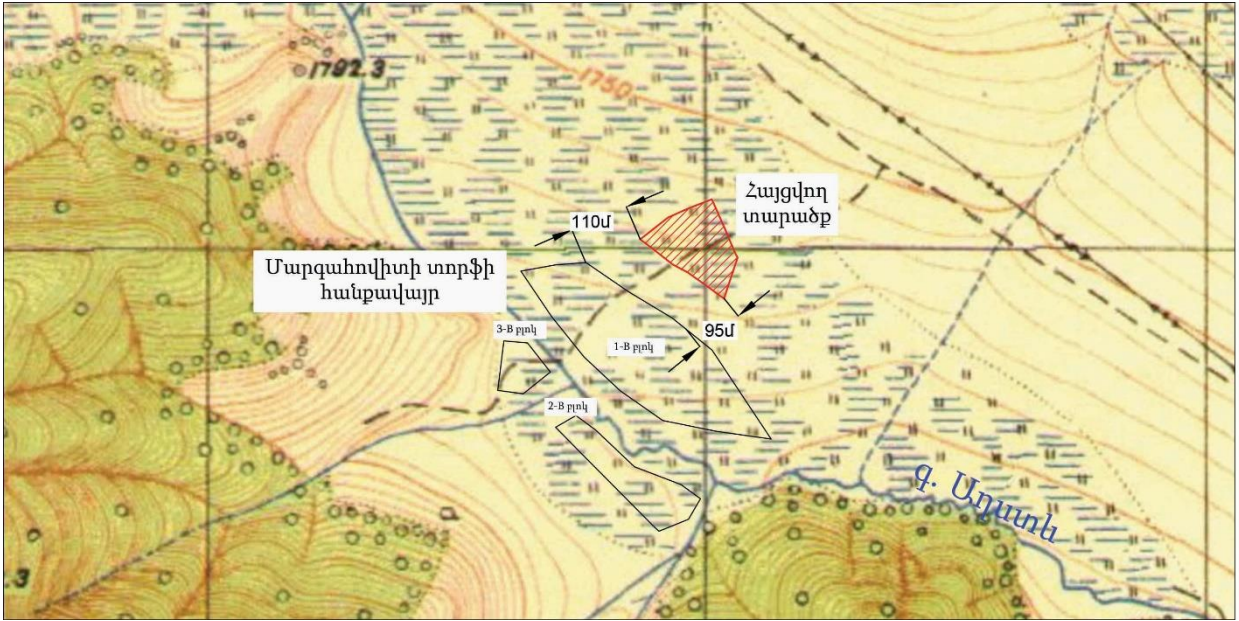 1792.3
1750
Հայցվող
տարածք
110մ
Մարգահովիտի տորֆի
հանքավայր
95մ
3-B բլոկ
1-B բլոկ
2-B բլոկ
գ. Աղստև
.3